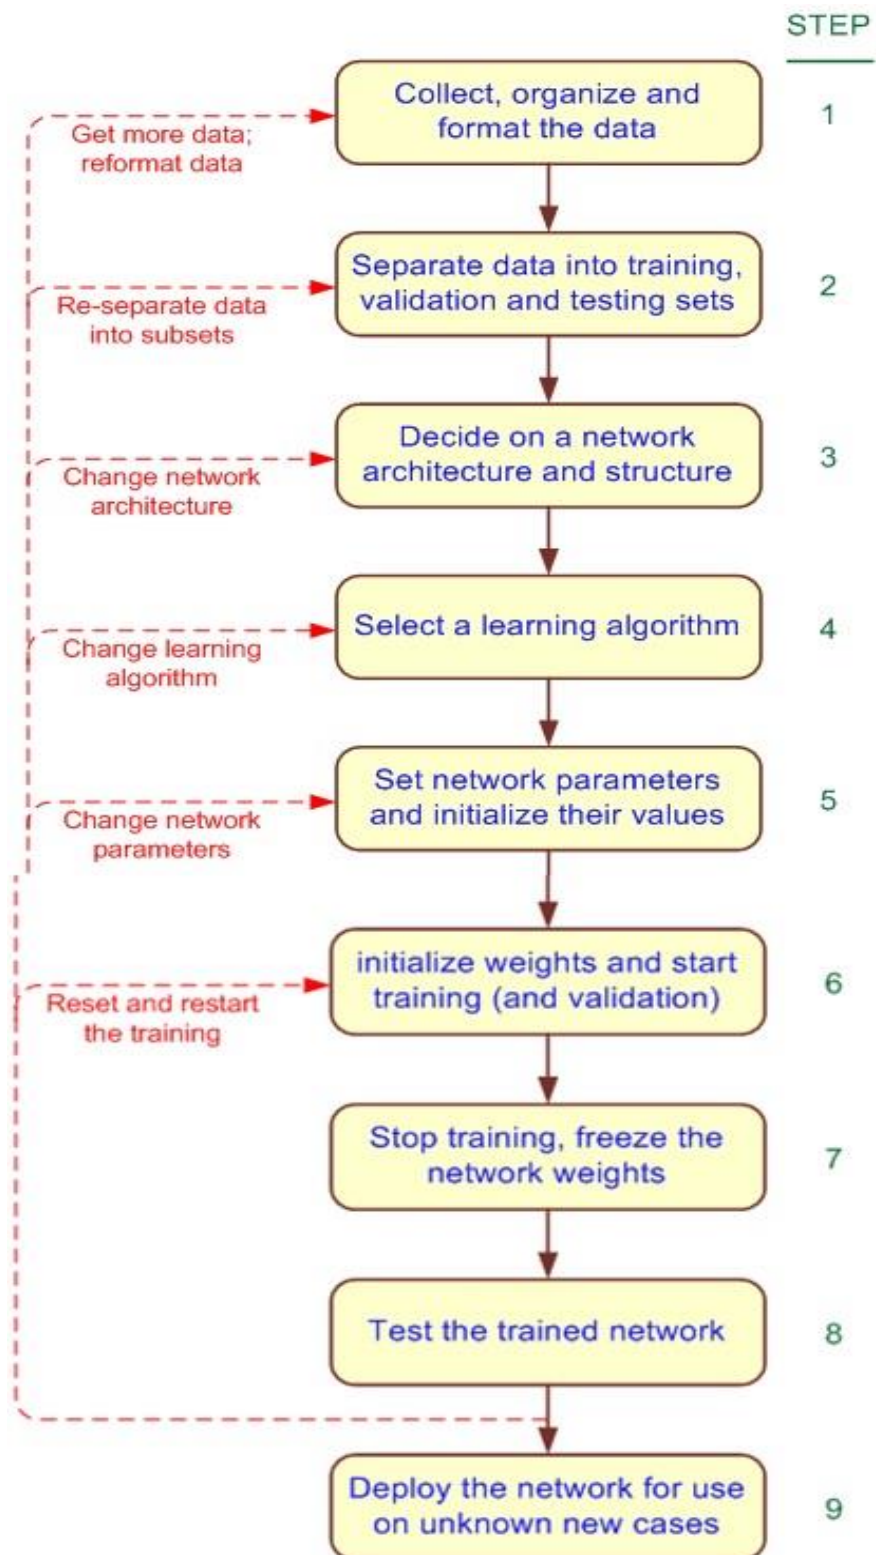 STEP
Collect, organize and
format the data
1
Get more data;
reformat data
Separate data into training,
validation and testing sets
2
Re-separate data
into subsets
Decide on a network
architecture and structure
3
Change network
architecture
Select a learning algorithm
4
Change learning
algorithm
Set network parameters
and initialize their values
5
Change network
parameters
initialize weights and start
training (and validation)
6
Reset and restart
the training
Stop training, freeze the
network weights
7
Test the trained network
8
Deploy the network for use
on unknown new cases
9